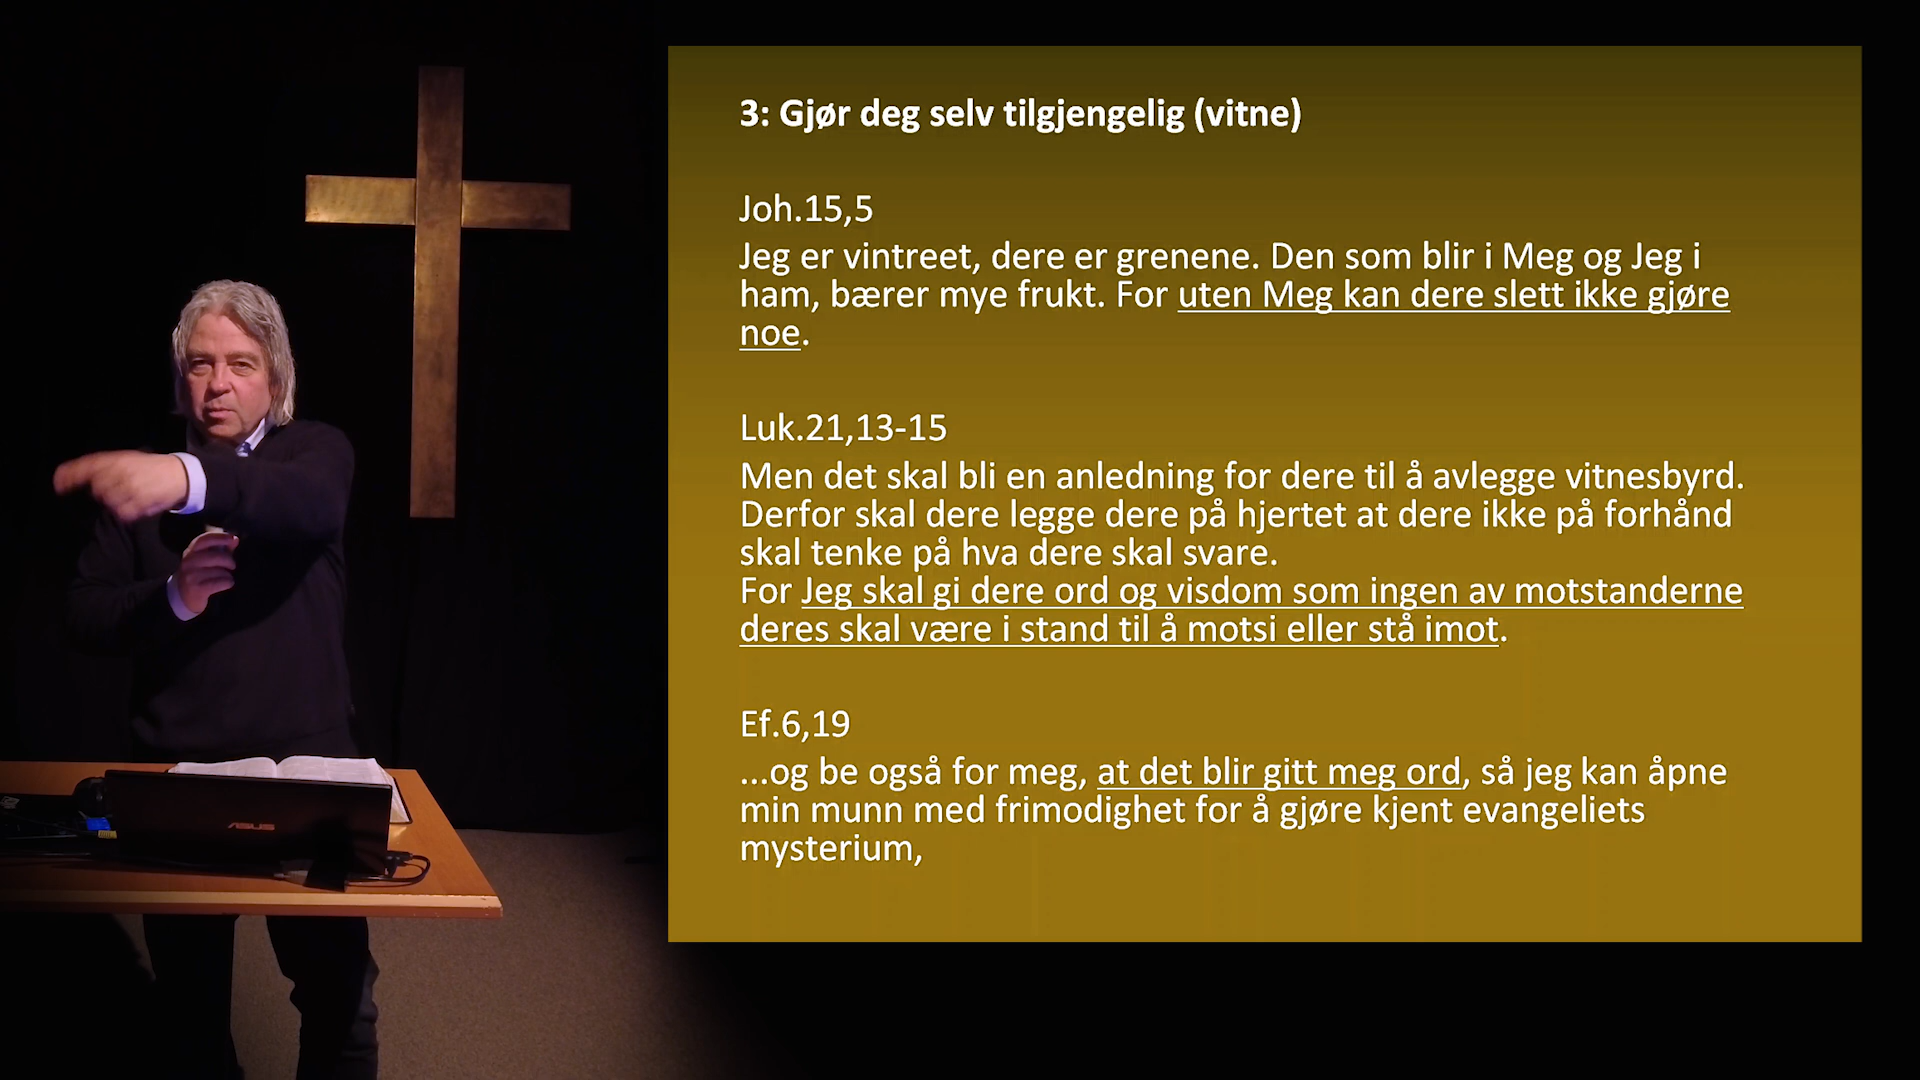 3: Gjør deg selv tilgjengelig (vitne)
Joh.15,5
Jeg er vintreet, dere er grenene. Den som blir i Meg og Jeg i
ham, bærer mye frukt. For uten Meg kan dere slett ikke gjøre
noe.
Luk.21,13-15
Men det skal bli en anledning for dere til å avlegge vitnesbyrd.
Derfor skal dere legge dere på hjertet at dere ikke på forhånd
skal tenke på hva dere skal svare.
For Jeg skal gi dere ord og visdom som ingen av motstanderne
deres skal være i stand til å motsi eller stå imot.
Ef.6,19
...og be også for meg, at det blir gitt meg ord, så jeg kan åpne
min munn med frimodighet for å gjøre kjent evangeliets
mysterium,
ASUS